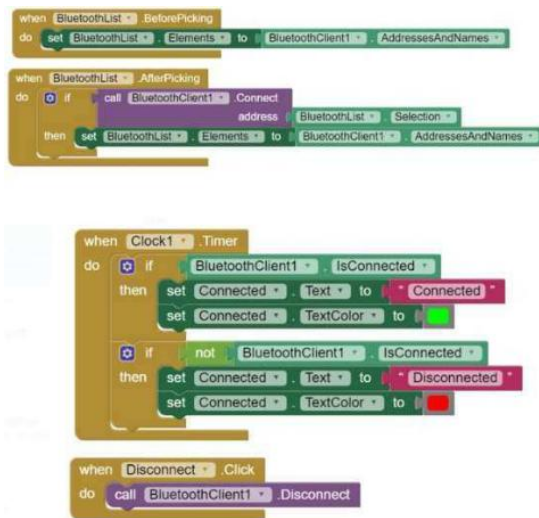 when BluetoothList .BeforePicking
do set BluetoothList . Elements to BluetoothClient1 . AddressesAndNames
when BluetoothList .AfterPicking
do if call BluetoothClient1 .Connect
address BluetoothList . Selection
then set BluetoothList . Elements to BluetoothClient1 . AddressesAndNames
when Clock1 .Timer
do if BluetoothClient1 . IsConnected
then set Connected . Text to " Connected "
set Connected . TextColor to
if not BluetoothClient1 . IsConnected
then set Connected . Text to " Disconnected "
set Connected . TextColor to
when Disconnect .Click
do call BluetoothClient1 .Disconnect